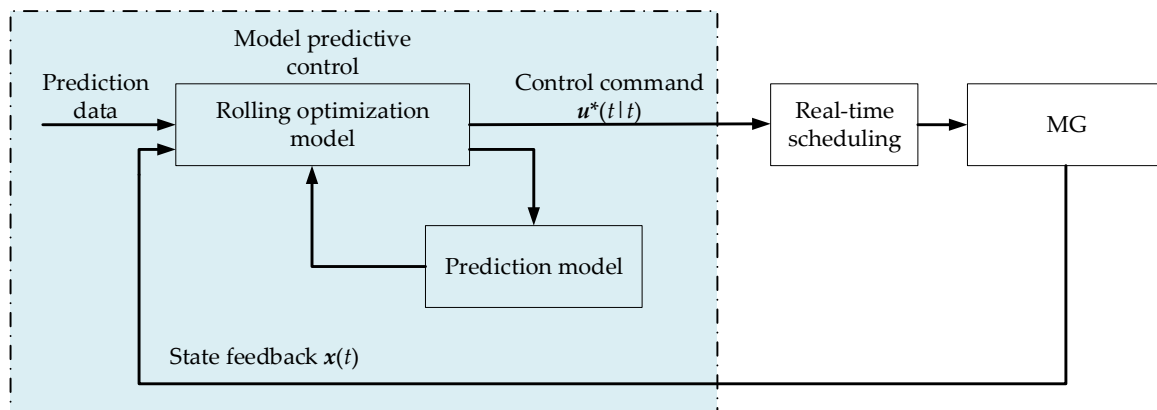 Model predictive
control
Prediction
data
Rolling optimization
model
Control command
u*(t|t)
Real-time
scheduling
MG
Prediction model
State feedback x(t)